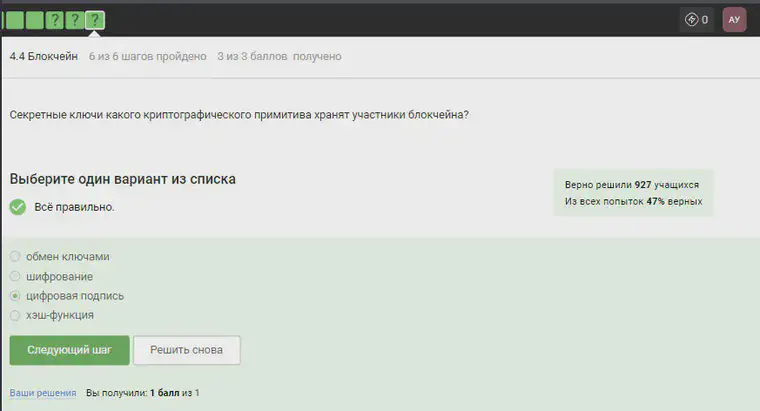 ? ? ?
0 АУ
4.4 Блокчейн 6 из 6 шагов пройдено 3 из 3 баллов получено
Секретные ключи какого криптографического примитива хранят участники блокчейна?
Выберите один вариант из списка
Всё правильно.
Верно решили 927 учащихся
Из всех попыток 47% верных
обмен ключами
шифрование
цифровая подпись
хэш-функция
Следующий шаг Решить снова
Ваши решения Вы получили: 1 балл из 1